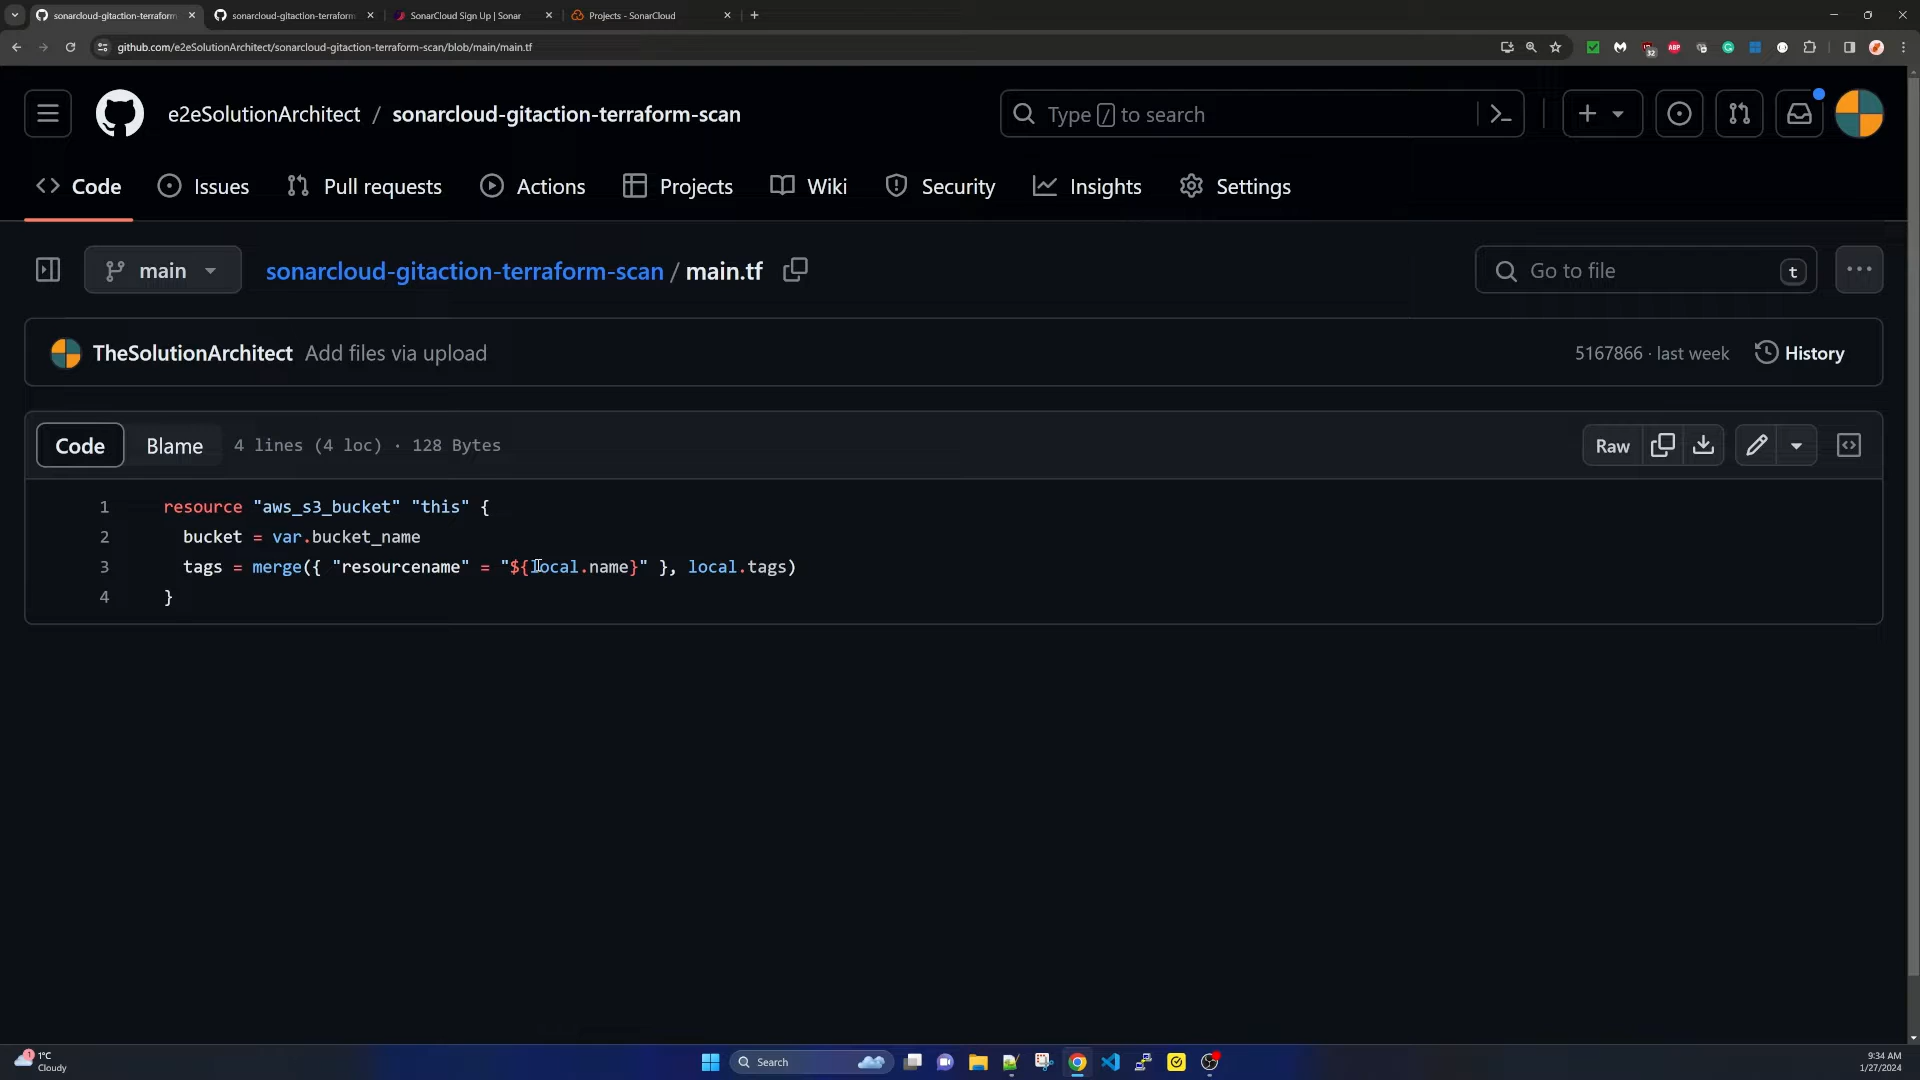 sonarcloud-gitaction-terraform
sonarcloud-gitaction-terraform
SonarCloud Sign Up | Sonar
Projects - SonarCloud
github.com/e2eSolutionArchitect/sonarcloud-gitaction-terraform-scan/blob/main/main.tf
32
ABP
e2eSolutionArchitect / sonarcloud-gitaction-terraform-scan
Type / to search
Code
Issues
Pull requests
Actions
Projects
Wiki
Security
Insights
Settings
main
sonarcloud-gitaction-terraform-scan / main.tf
Go to file
t
TheSolutionArchitect Add files via upload
5167866 · last week
History
Code
Blame
4 lines (4 loc) · 128 Bytes
Raw
1 resource "aws_s3_bucket" "this" {
2 bucket = var.bucket_name
3 tags = merge({ "resourcename" = "${local.name}" }, local.tags)
4 }
1
1°C
Cloudy
Search
9:34 AM
1/27/2024